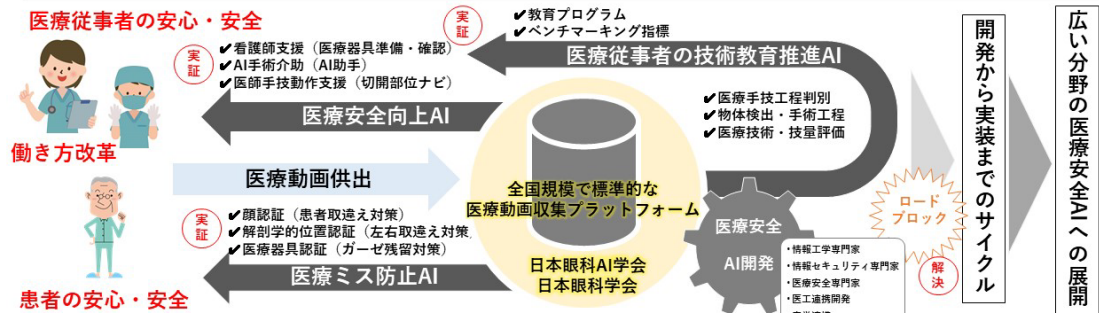 医療従事者の安心・安全
働き方改革
患者の安心・安全
実証
✔教育プログラム
✔ベンチマーキング指標
医療従事者の技術教育推進AI
実証
✔看護師支援（医療器具準備・確認）
✔AI手術介助（AI助手）
✔医師手技動作支援（切開部位ナビ）
医療安全向上AI
医療動画供出
実証
✔顔認証（患者取違え対策）
✔解剖学的位置認証（左右取違え対策
✔医療器具認証（ガーゼ残留対策）
医療ミス防止AI
全国規模で標準的な
医療動画収集プラットフォーム
日本眼科AI学会
日本眼科学会
✔医療手技工程判別
✔物体検出・手術工程
✔医療技術・技量評価
医療安全
AI開発
・情報工学専門家
・情報セキュリティ専門家
・医療安全専門家
・医工連携開発
ロード
ブロック
解決
開発から実装までのサイクル
広い分野の医療安全AIへの展開